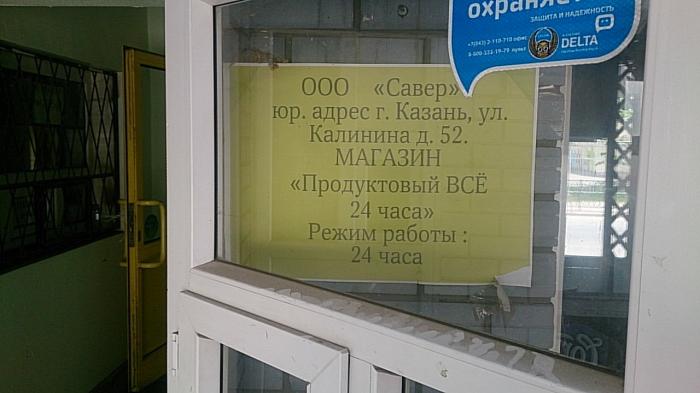 охраняе
ЗАЩИТА И НАДЕЖНОСТЬ
DELTA
ООО «Савер»
юр. адрес г. Казань, ул.
Калинина д. 52.
МАГАЗИН
«Продуктовый ВСЁ
24 часа»
Режим работы :
24 часа